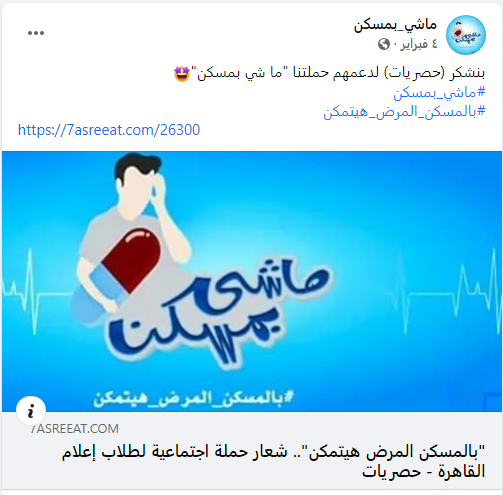 ماشي_بمسكن
٤ فبراير
بنشكر (حصريات) لدعمهم حملتنا "ما شي بمسكن"🤩
#ماشي_بمسكن
#بالمسكن_المرض_هيتمكن
https://7asreeat.com/26300
ماشي
بمسكن
#بالمسكن_المرض_هيتمكن
7ASREEAT.COM
"بالمسكن المرض هيتمكن".. شعار حملة اجتماعية لطلاب إعلام
القاهرة - حصريات